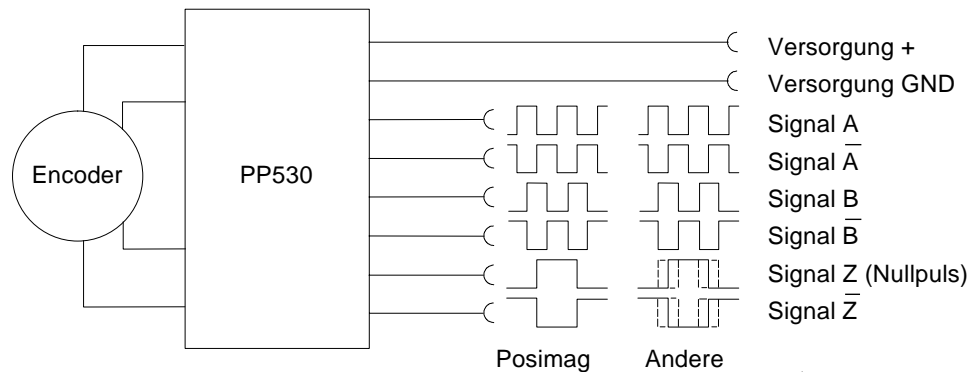 Versorgung +
Versorgung GND
Signal A
Signal A̅
Encoder
PP530
Signal B
Signal B̅
Signal Z (Nullpuls)
Signal Z̅
Posimag
Andere